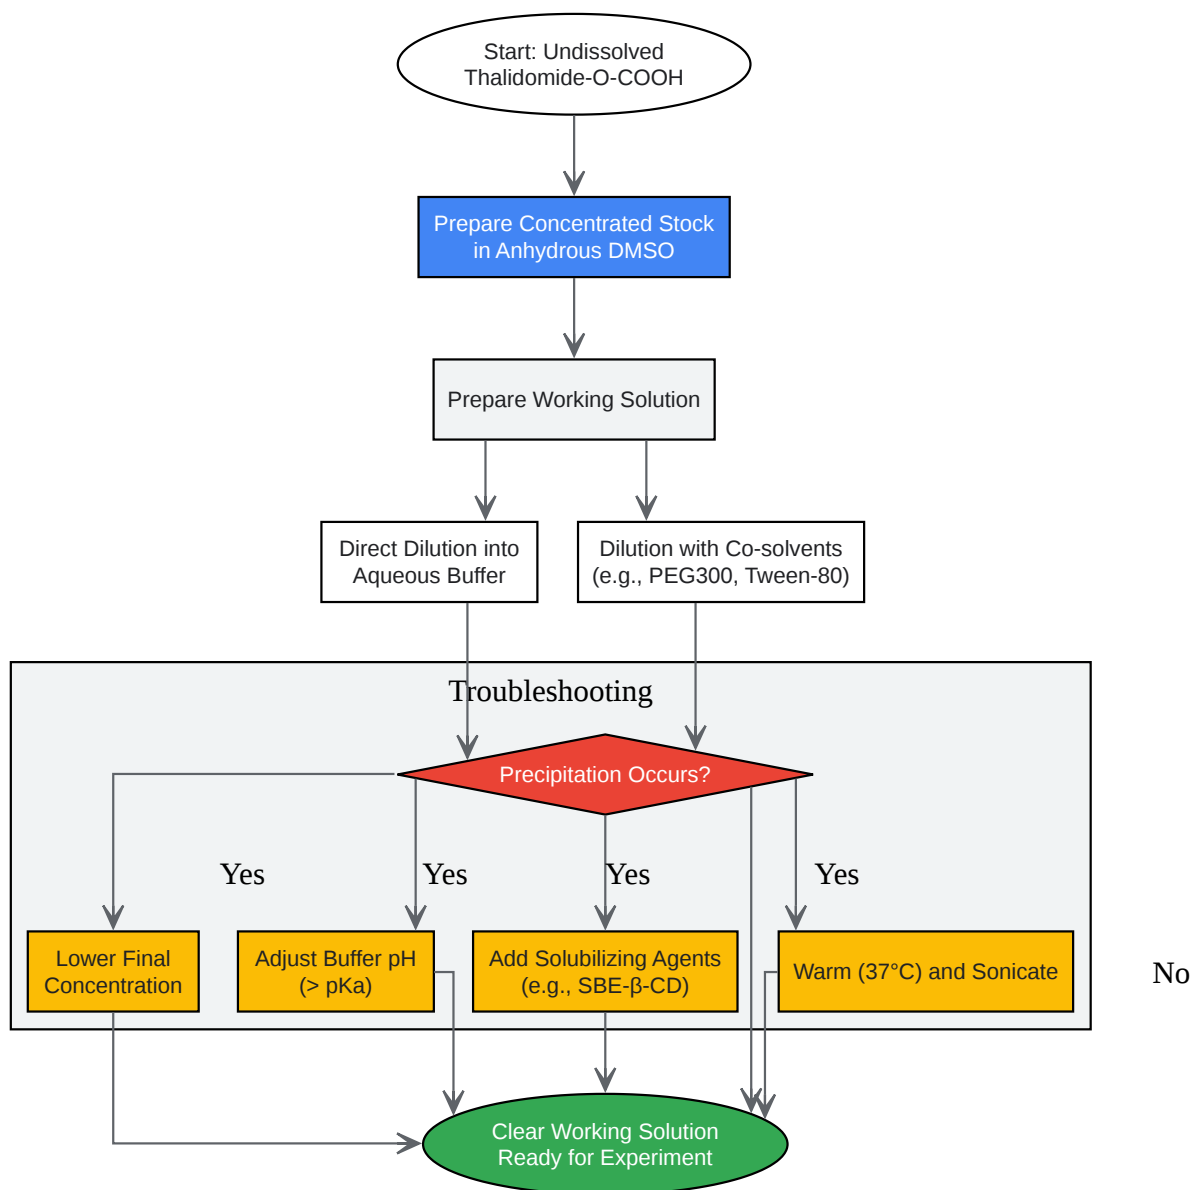 Start: Undissolved
Thalidomide-O-COOH
Prepare Concentrated Stock
in Anhydrous DMSO
Prepare Working Solution
Direct Dilution into
Aqueous Buffer
Dilution with Co-solvents
(e.g., PEG300, Tween-80)
Troubleshooting
Precipitation Occurs?
Yes
Yes
Yes
Yes
Lower Final
Concentration
Adjust Buffer pH
(> pKa)
Add Solubilizing Agents
(e.g., SBE-β-CD)
Warm (37°C) and Sonicate
No
Clear Working Solution
Ready for Experiment